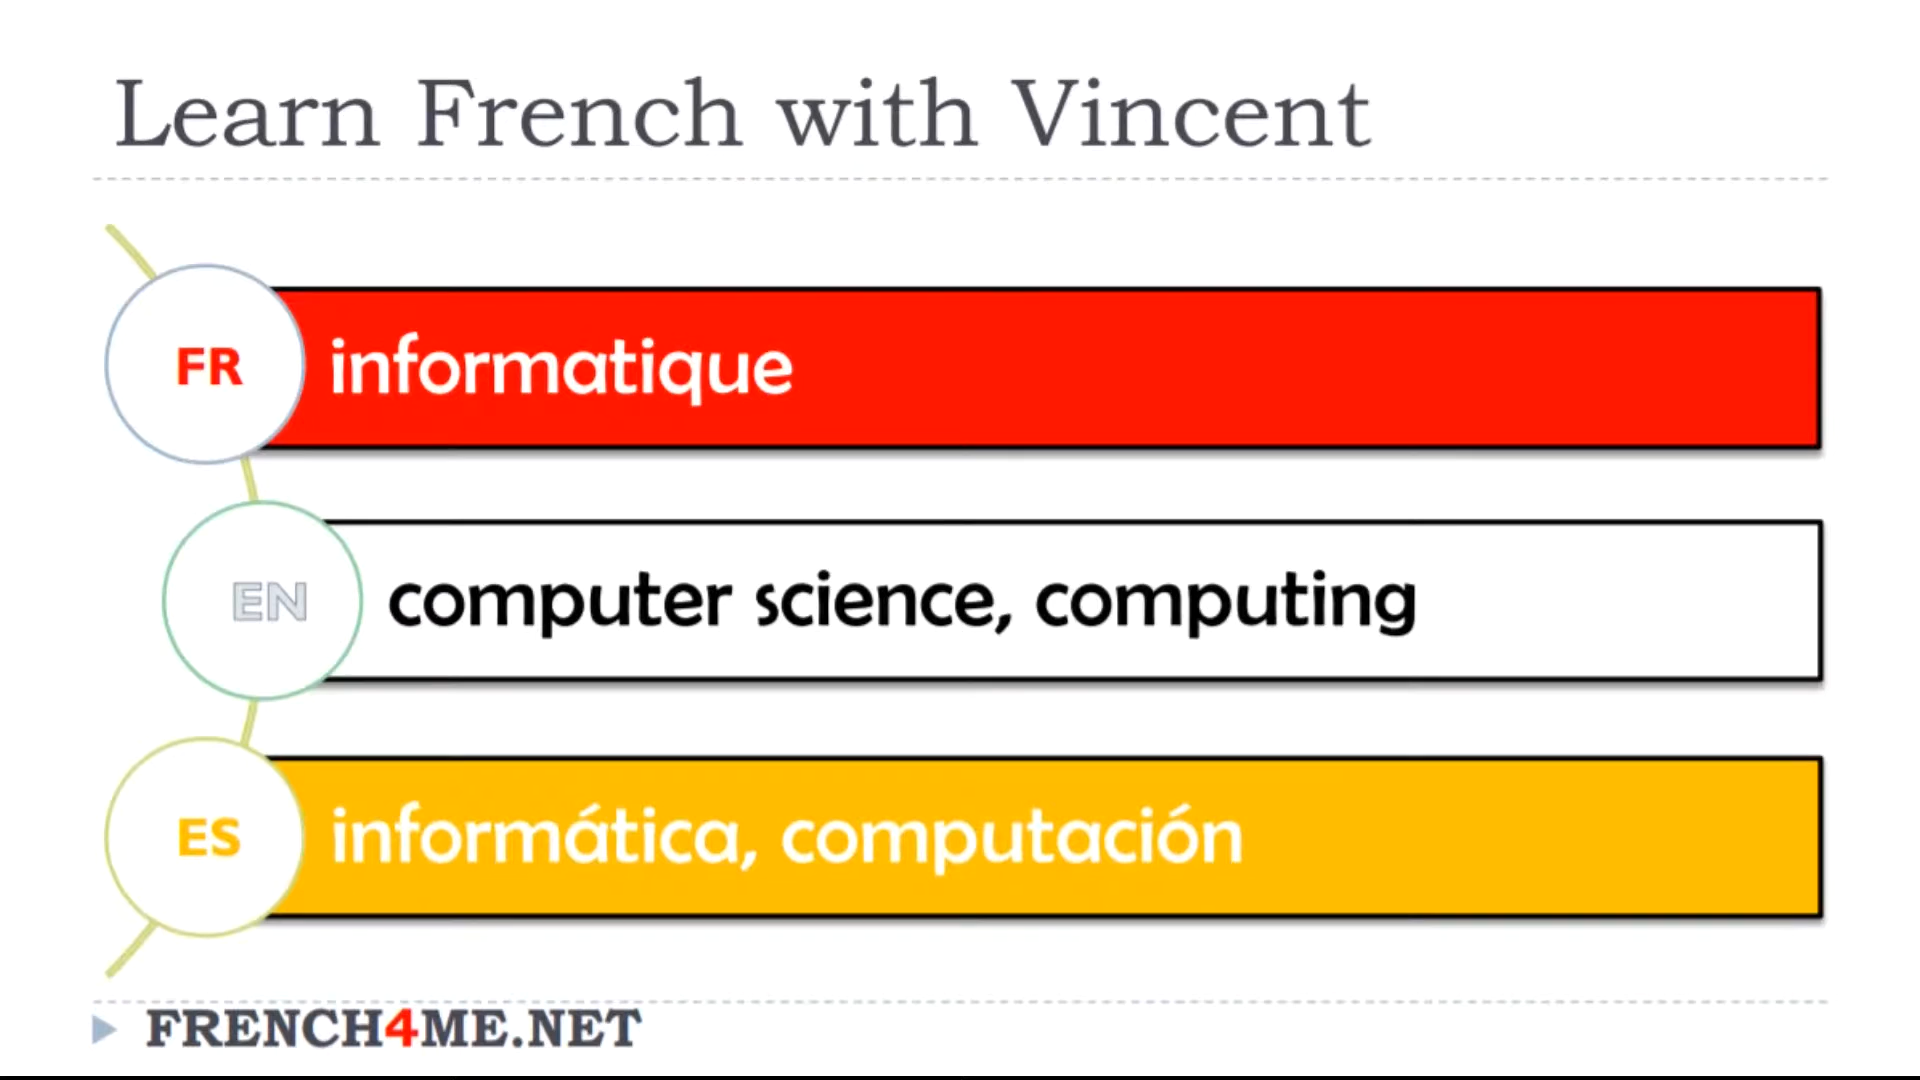 Learn French with Vincent
FR informatique
EN computer science, computing
ES informática, computación
FRENCH4ME.NET